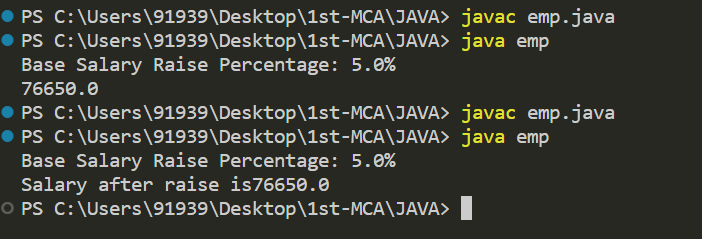 PS C:\Users\91939\Desktop\1st-MCA\JAVA> javac emp.java
PS C:\Users\91939\Desktop\1st-MCA\JAVA> java emp
Base Salary Raise Percentage: 5.0%
76650.0
PS C:\Users\91939\Desktop\1st-MCA\JAVA> javac emp.java
PS C:\Users\91939\Desktop\1st-MCA\JAVA> java emp
Base Salary Raise Percentage: 5.0%
Salary after raise is76650.0
PS C:\Users\91939\Desktop\1st-MCA\JAVA>